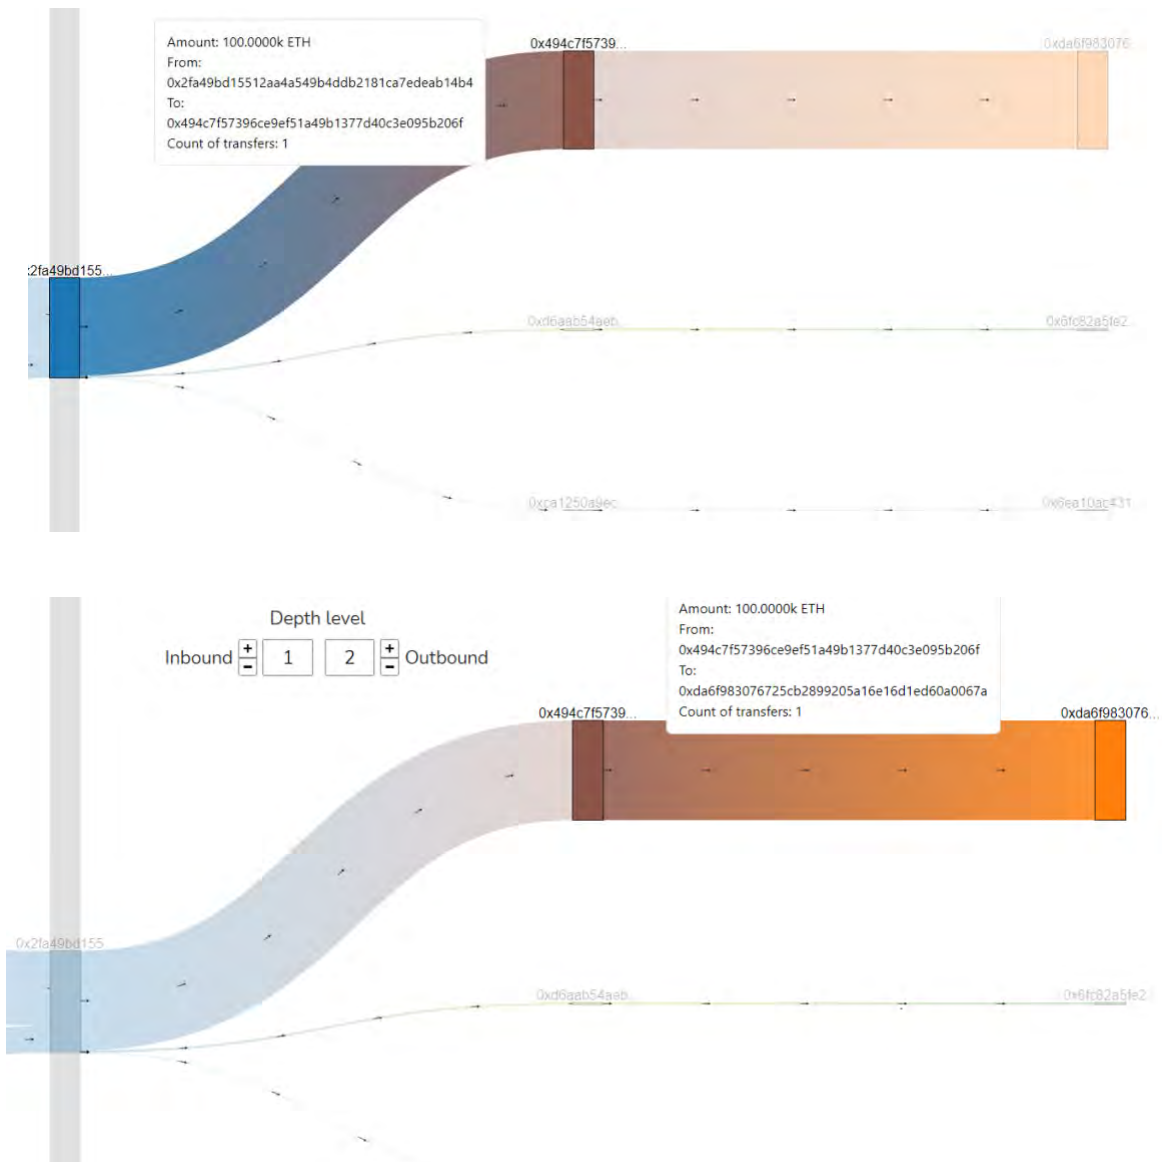 Amount: 100.0000k ETH
From:
0x2fa49bd15512aa4a549b4ddb2181ca7edeab14b4
To:
0x494c7f57396ce9ef51a49b1377d40c3e095b206f
Count of transfers: 1
0x494c7f5739...
0xda6f983076
:2fa49bd155...
0xd6aab54aeb
0x6fc82a5fe2
0xca1250a9ec
0x6ea10ac431
Depth level
Inbound + - 1 2 + - Outbound
Amount: 100.0000k ETH
From:
0x494c7f57396ce9ef51a49b1377d40c3e095b206f
To:
0xda6f983076725cb2899205a16e16d1ed60a0067a
Count of transfers: 1
0x494c7f5739...
0xda6f983076...
0x2fa49bd155
0xd6aab54aeb
0x6fc82a5fe2